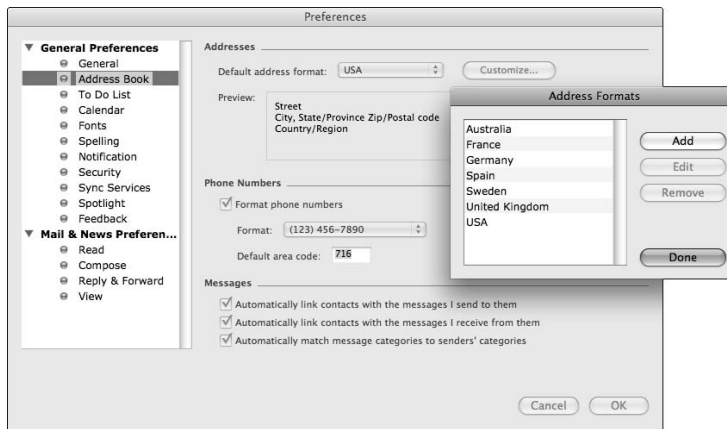 Preferences
General Preferences
General
Address Book
To Do List
Calendar
Fonts
Spelling
Notification
Security
Sync Services
Spotlight
Feedback
Mail & News Preferen...
Read
Compose
Reply & Forward
View
Addresses
Default address format: USA Customize...
Preview:
Street
City, State/Province Zip/Postal code
Country/Region
Phone Numbers
Format phone numbers
Format: (123) 456-7890
Default area code: 716
Messages
Automatically link contacts with the messages I send to them
Automatically link contacts with the messages I receive from them
Automatically match message categories to senders' categories
Cancel OK
Address Formats
Australia
France
Germany
Spain
Sweden
United Kingdom
USA
Add
Edit
Remove
Done